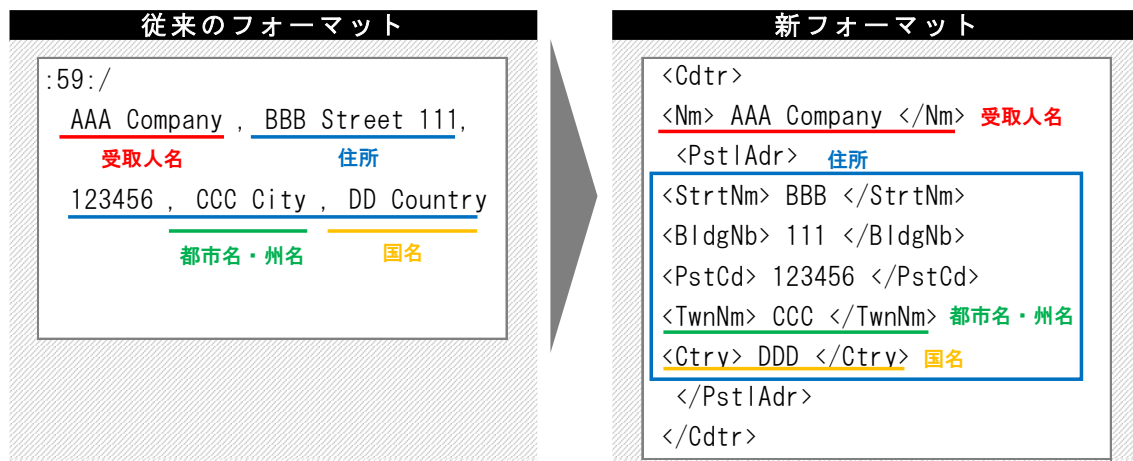 従来のフォーマット
:59:/
AAA Company , BBB Street 111,
受取人名 住所
123456 , CCC City , DD Country
都市名・州名 国名
新フォーマット
<Cdtr>
<Nm> AAA Company </Nm> 受取人名
<PstlAdr> 住所
<StrtNm> BBB </StrtNm>
<BldgNb> 111 </BldgNb>
<PstCd> 123456 </PstCd>
<TwnNm> CCC </TwnNm> 都市名・州名
<Ctry> DDD </Ctry> 国名
</PstlAdr>
</Cdtr>